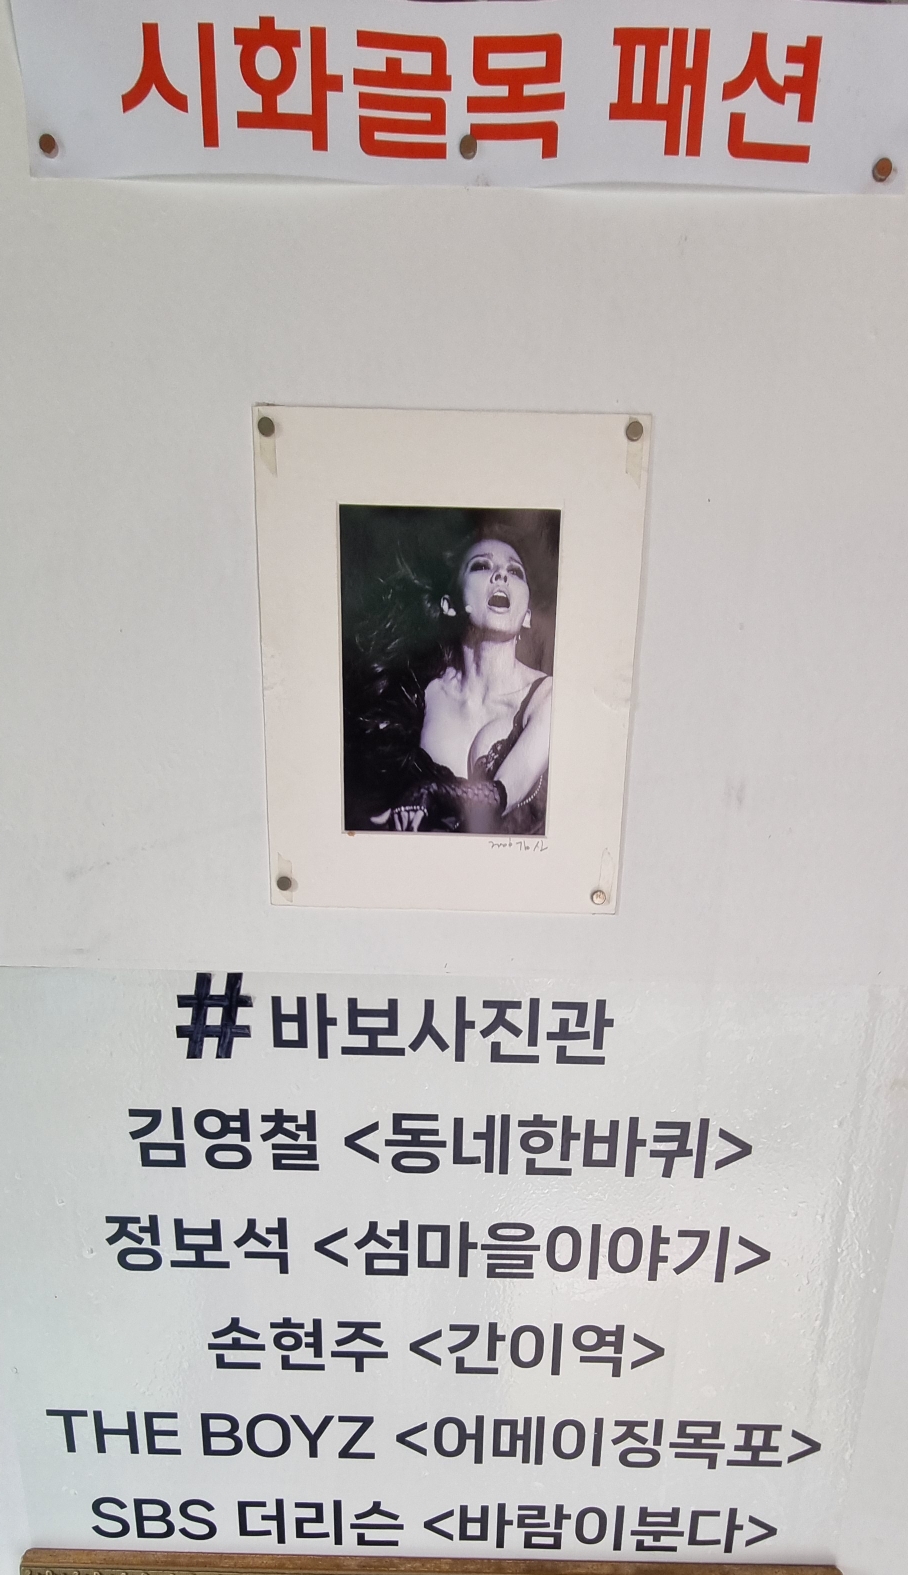 시화골목 패션
# 바보사진관
김영철 <동네한바퀴>
정보석 <섬마을이야기>
손현주 <간이역>
THE BOYZ <어메이징목포>
SBS 더리슨 <바람이분다>